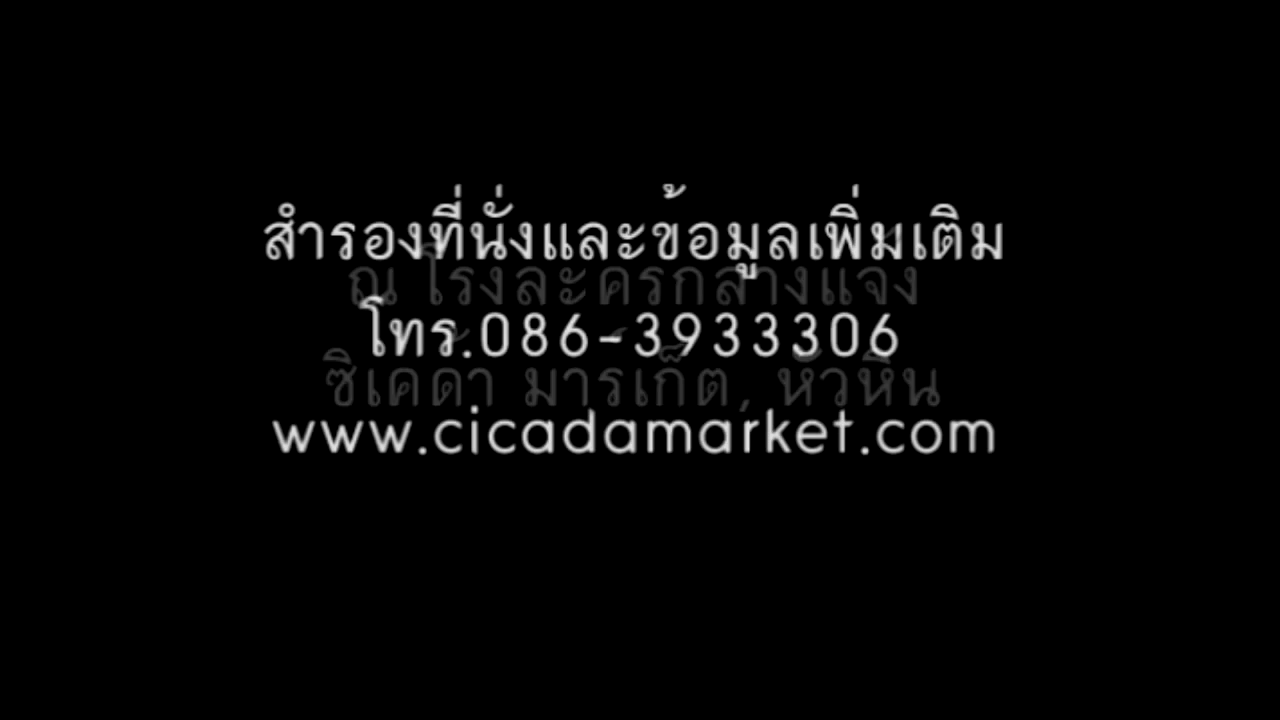 สำรองที่นั่งและข้อมูลเพิ่มเติม
ณ โรงละครกลางแจ้ง
โทร.086-3933306
ซิเคด้า มาร์เก็ต, หัวหิน
www.cicadamarket.com